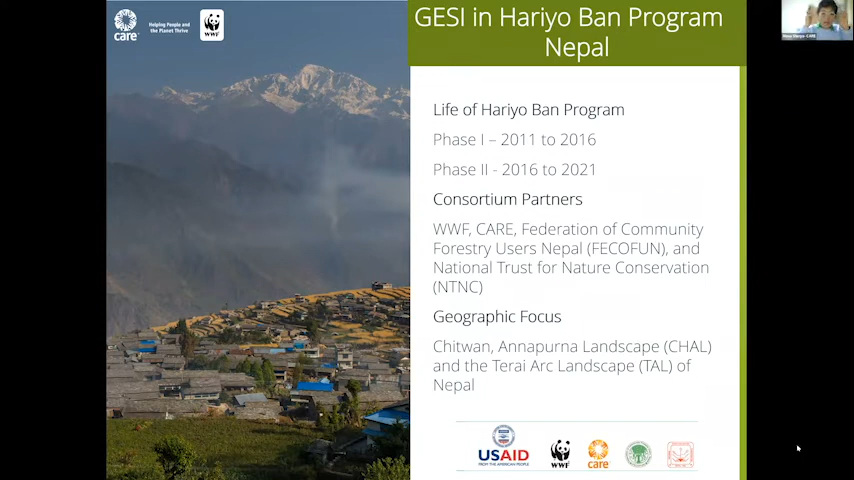 care
Helping People and
the Planet Thrive
WWF
GESI in Hariyo Ban Program
Nepal
Life of Hariyo Ban Program
Phase I – 2011 to 2016
Phase II - 2016 to 2021
Consortium Partners
WWF, CARE, Federation of Community
Forestry Users Nepal (FECOFUN), and
National Trust for Nature Conservation
(NTNC)
Geographic Focus
Chitwan, Annapurna Landscape (CHAL)
and the Terai Arc Landscape (TAL) of
Nepal
USAID
FROM THE AMERICAN PEOPLE
WWF
care